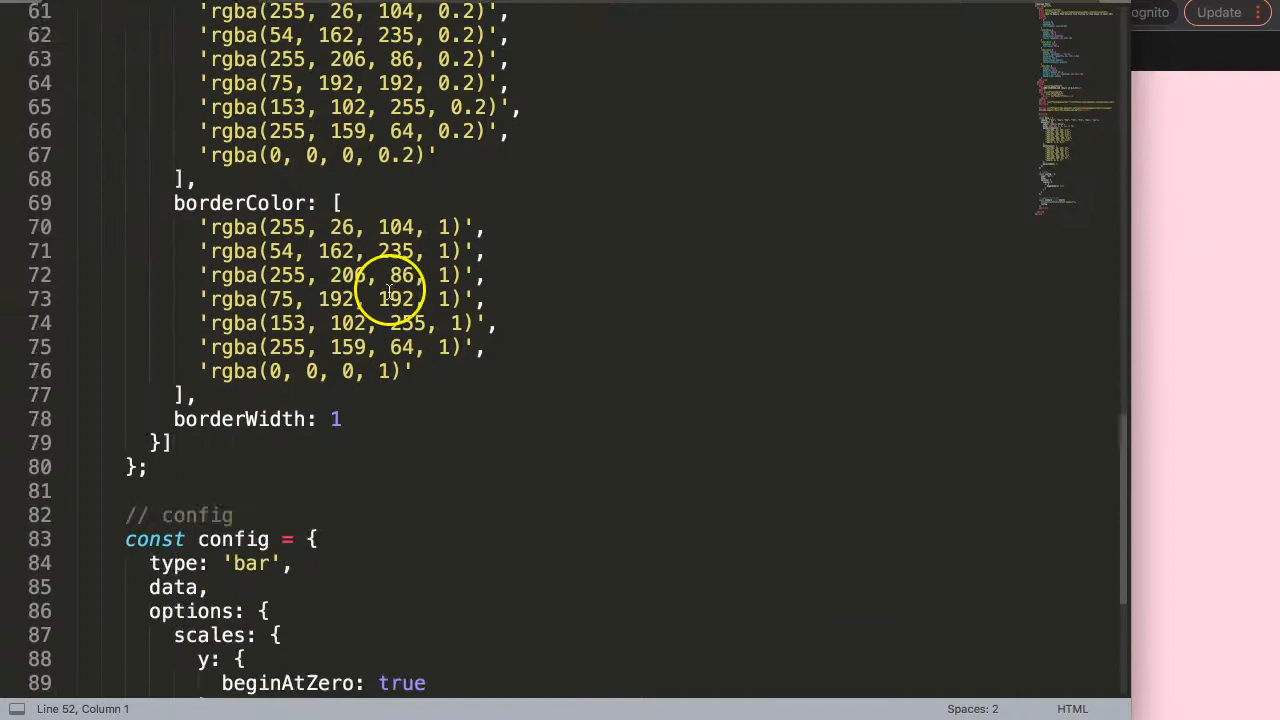 ognito
Update
61 'rgba(255, 26, 104, 0.2)',
62 'rgba(54, 162, 235, 0.2)',
63 'rgba(255, 206, 86, 0.2)',
64 'rgba(75, 192, 192, 0.2)',
65 'rgba(153, 102, 255, 0.2)',
66 'rgba(255, 159, 64, 0.2)',
67 'rgba(0, 0, 0, 0.2)'
68 ],
69 borderColor: [
70 'rgba(255, 26, 104, 1)',
71 'rgba(54, 162, 235, 1)',
72 'rgba(255, 206, 86, 1)',
73 'rgba(75, 192, 192, 1)',
74 'rgba(153, 102, 255, 1)',
75 'rgba(255, 159, 64, 1)',
76 'rgba(0, 0, 0, 1)'
77 ],
78 borderWidth: 1
79 }]
80 };
81
82 // config
83 const config = {
84 type: 'bar',
85 data,
86 options: {
87 scales: {
88 y: {
89 beginAtZero: true
Line 52, Column 1
Spaces: 2
HTML